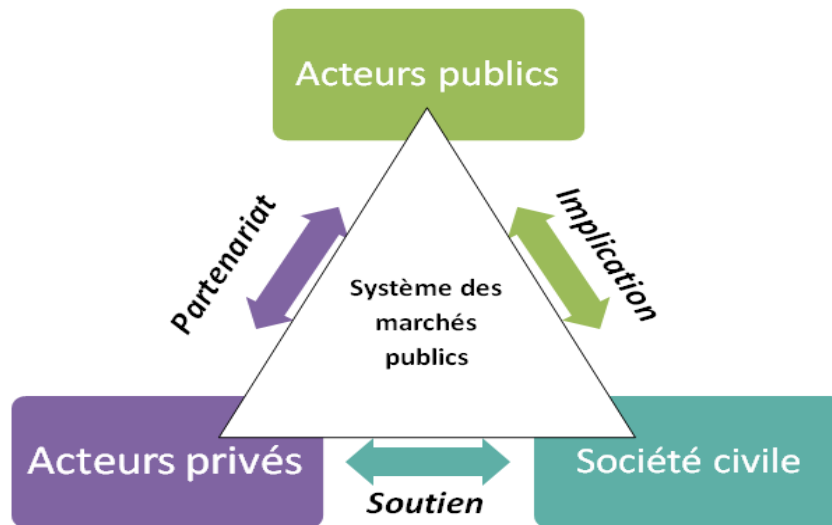 Acteurs publics
Partenariat
Implication
Système des
marchés
publics
Acteurs privés
Soutien
Société civile